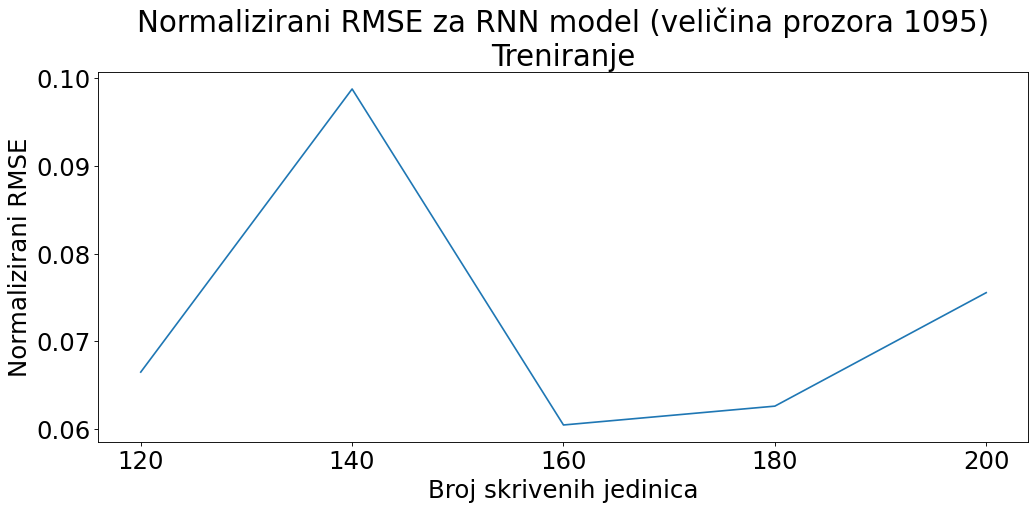 Normalizirani RMSE za RNN model (veličina prozora 1095)
Treniranje
0.10
0.09
0.08
0.07
0.06
Normalizirani RMSE
120 140 160 180 200
Broj skrivenih jedinica